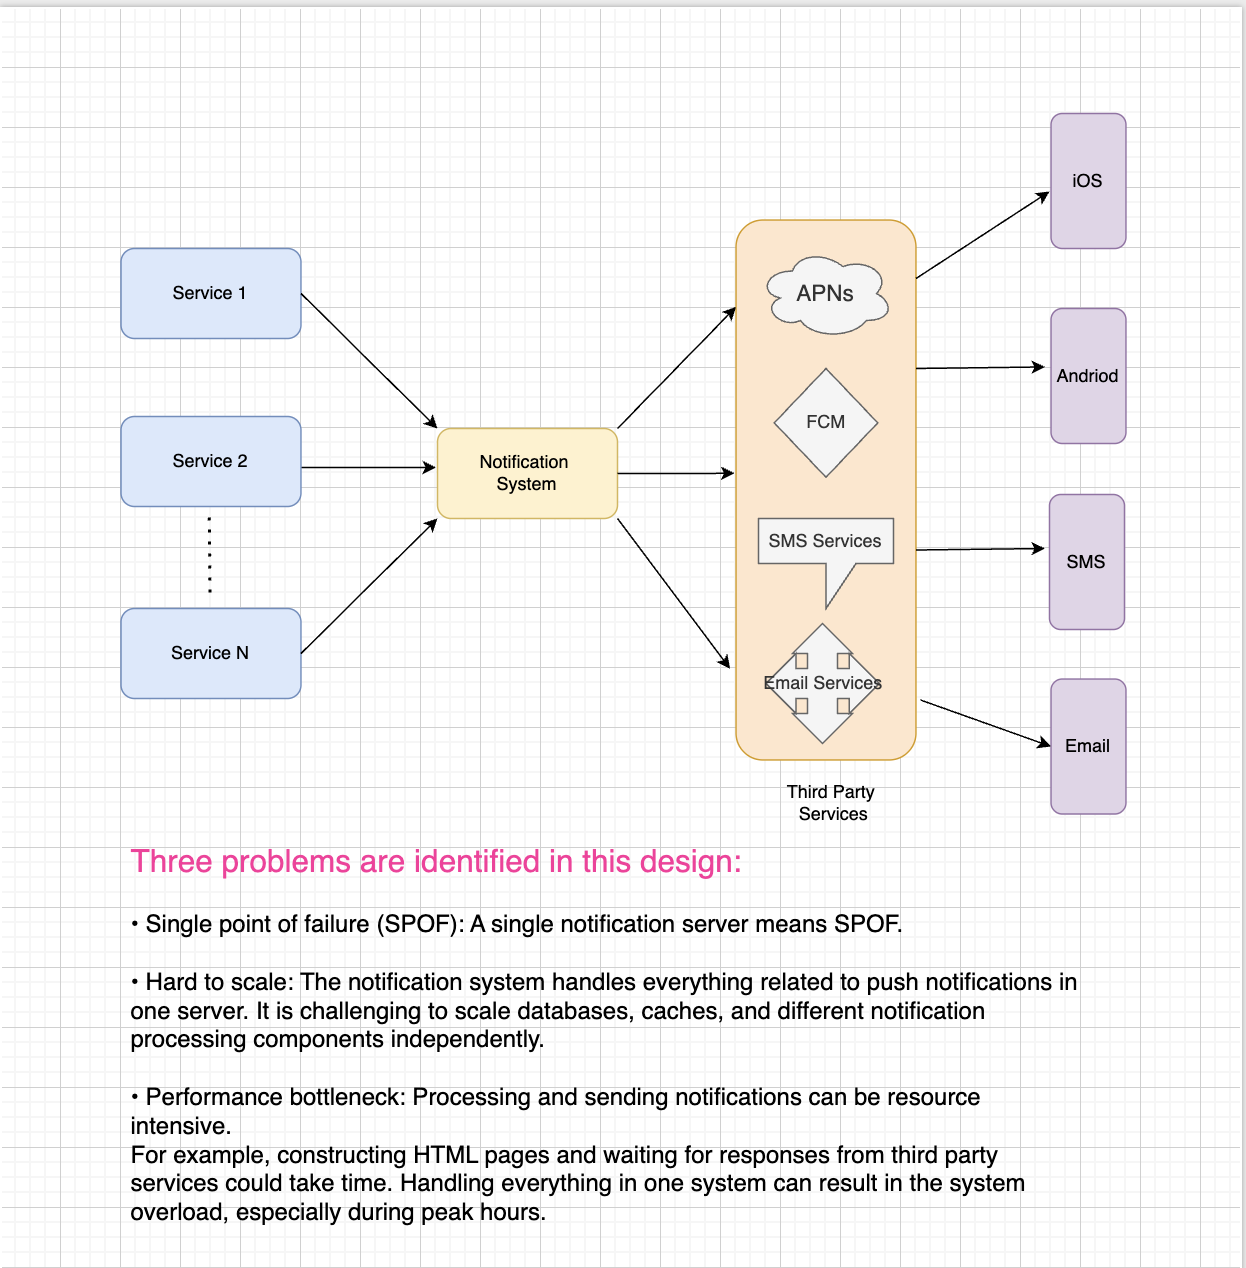 iOS
Service 1
APNs
Andriod
FCM
Service 2
Notification
System
SMS Services
SMS
Service N
Email Services
Email
Third Party
Services
Three problems are identified in this design:
• Single point of failure (SPOF): A single notification server means SPOF.
• Hard to scale: The notification system handles everything related to push notifications in
one server. It is challenging to scale databases, caches, and different notification
processing components independently.
• Performance bottleneck: Processing and sending notifications can be resource
intensive.
For example, constructing HTML pages and waiting for responses from third party
services could take time. Handling everything in one system can result in the system
overload, especially during peak hours.